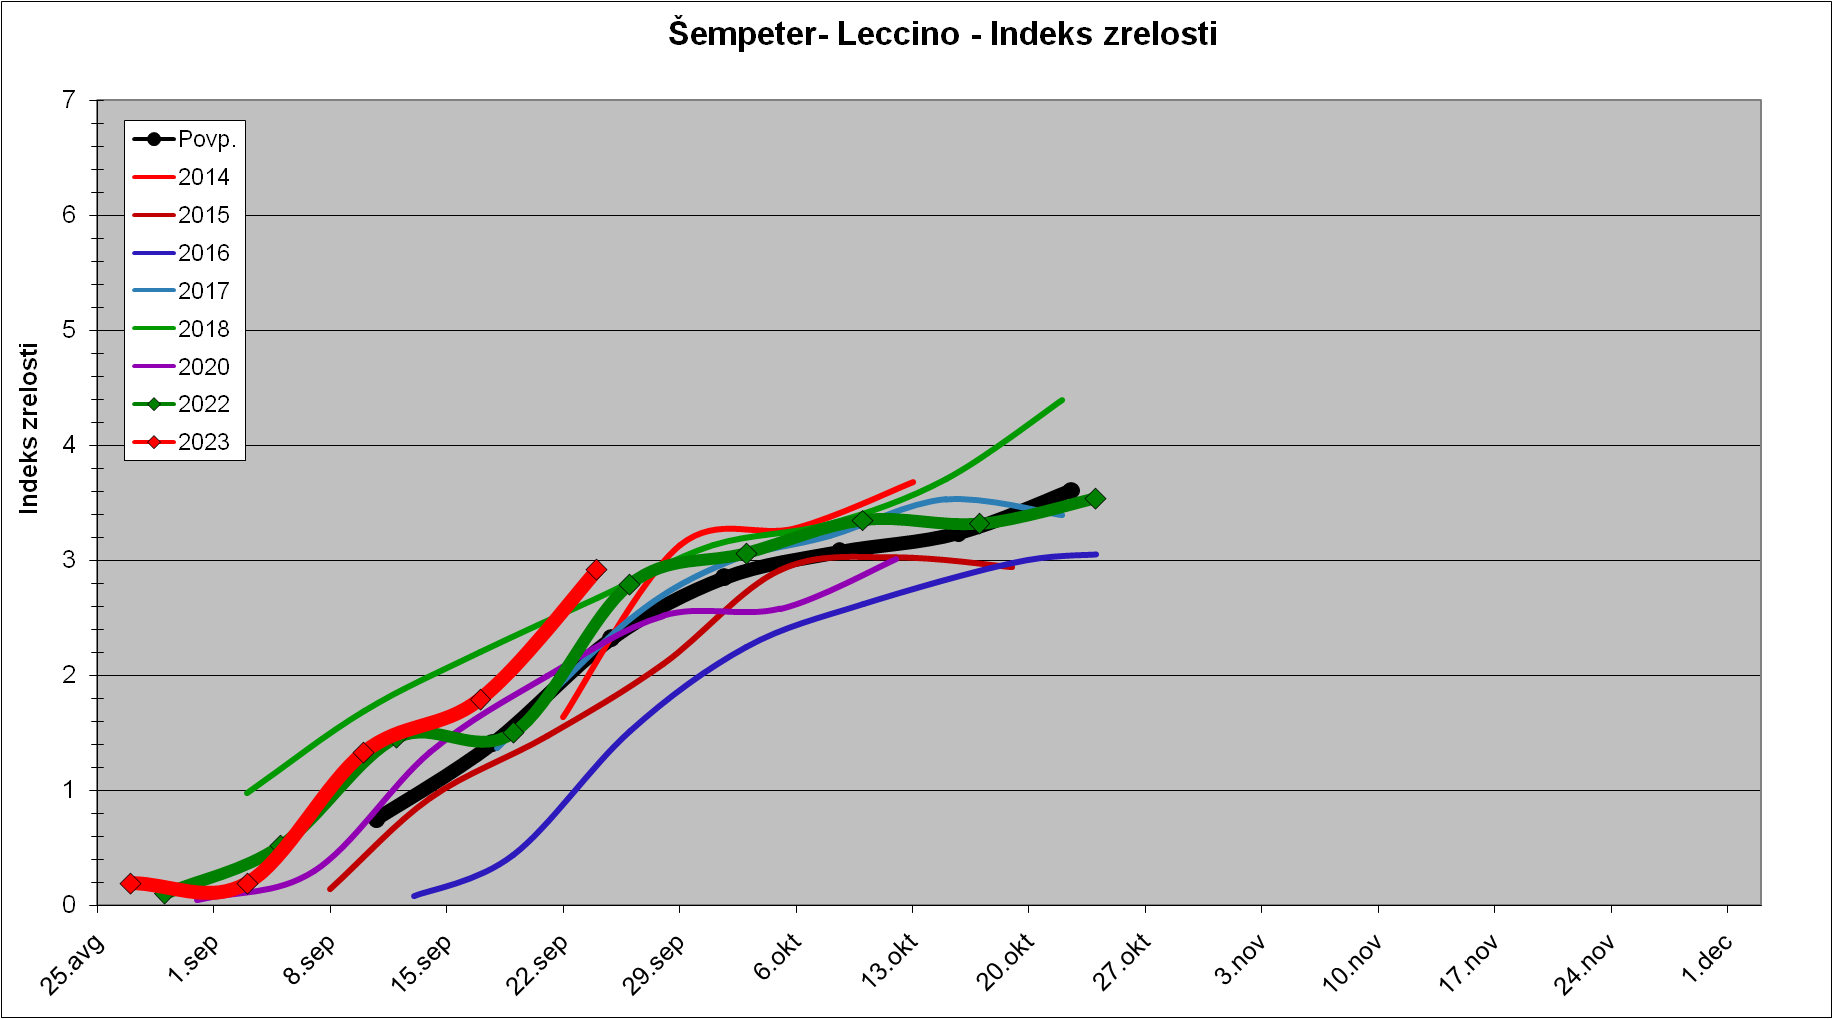 Šempeter- Leccino - Indeks zrelosti
Indeks zrelosti
7
6
5
4
3
2
1
0
Povp.
2014
2015
2016
2017
2018
2020
2022
2023
25.avg
1.sep
8.sep
15.sep
22.sep
29.sep
6.okt
13.okt
20.okt
27.okt
3.nov
10.nov
17.nov
24.nov
1.dec